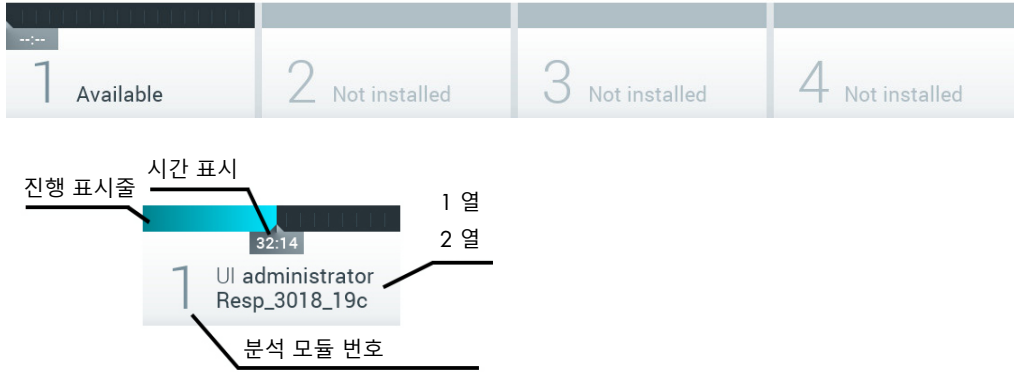 --:--
1 Available
2 Not installed
3 Not installed
4 Not installed
시간 표시
진행 표시줄
1 열
32:14
2 열
1 UI administrator
Resp_3018_19c
분석 모듈 번호